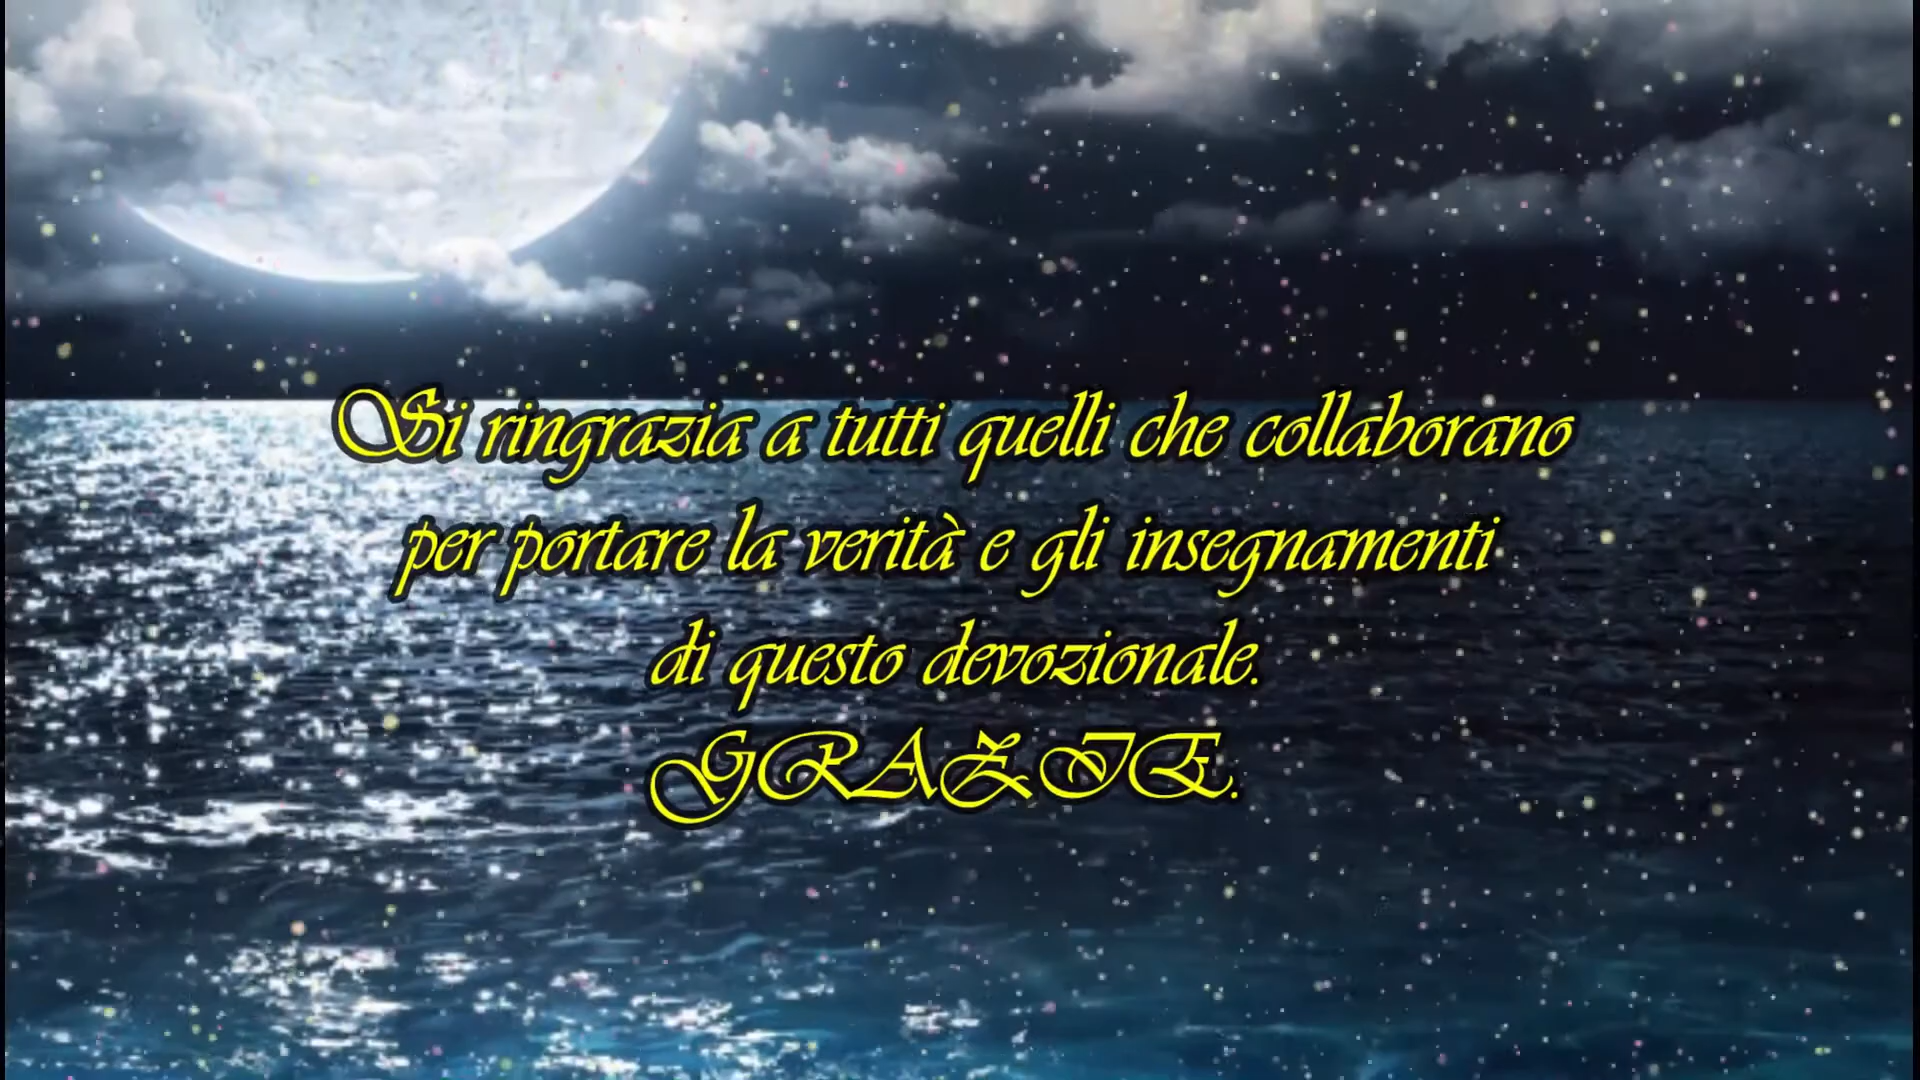 Si ringrazia a tutti quelli che collaborano
per portare la verità e gli insegnamenti
di questo devozionale.
GRAZIE.